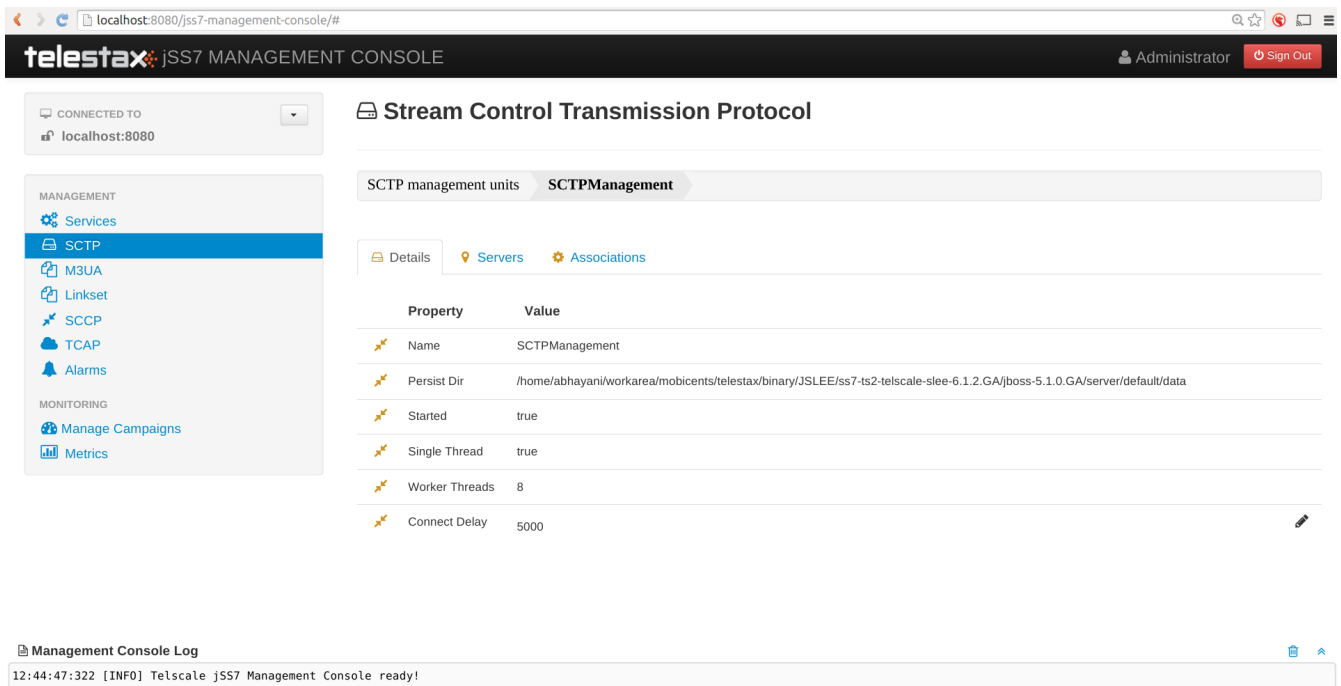 localhost:8080/jss7-management-console/#
telestax jSS7 MANAGEMENT CONSOLE
Administrator
Sign Out
CONNECTED TO
localhost:8080
MANAGEMENT
Services
SCTP
M3UA
Linkset
SCCP
TCAP
Alarms
MONITORING
Manage Campaigns
Metrics
Stream Control Transmission Protocol
SCTP management units SCTPManagement
Details Servers Associations
Property Value
Name SCTPManagement
Persist Dir /home/abhayani/workarea/mobicents/telestax/binary/JSLEE/ss7-ts2-telscale-slee-6.1.2.GA/jboss-5.1.0.GA/server/default/data
Started true
Single Thread true
Worker Threads 8
Connect Delay 5000
Management Console Log
12:44:47:322 [INFO] Telscale jSS7 Management Console ready!